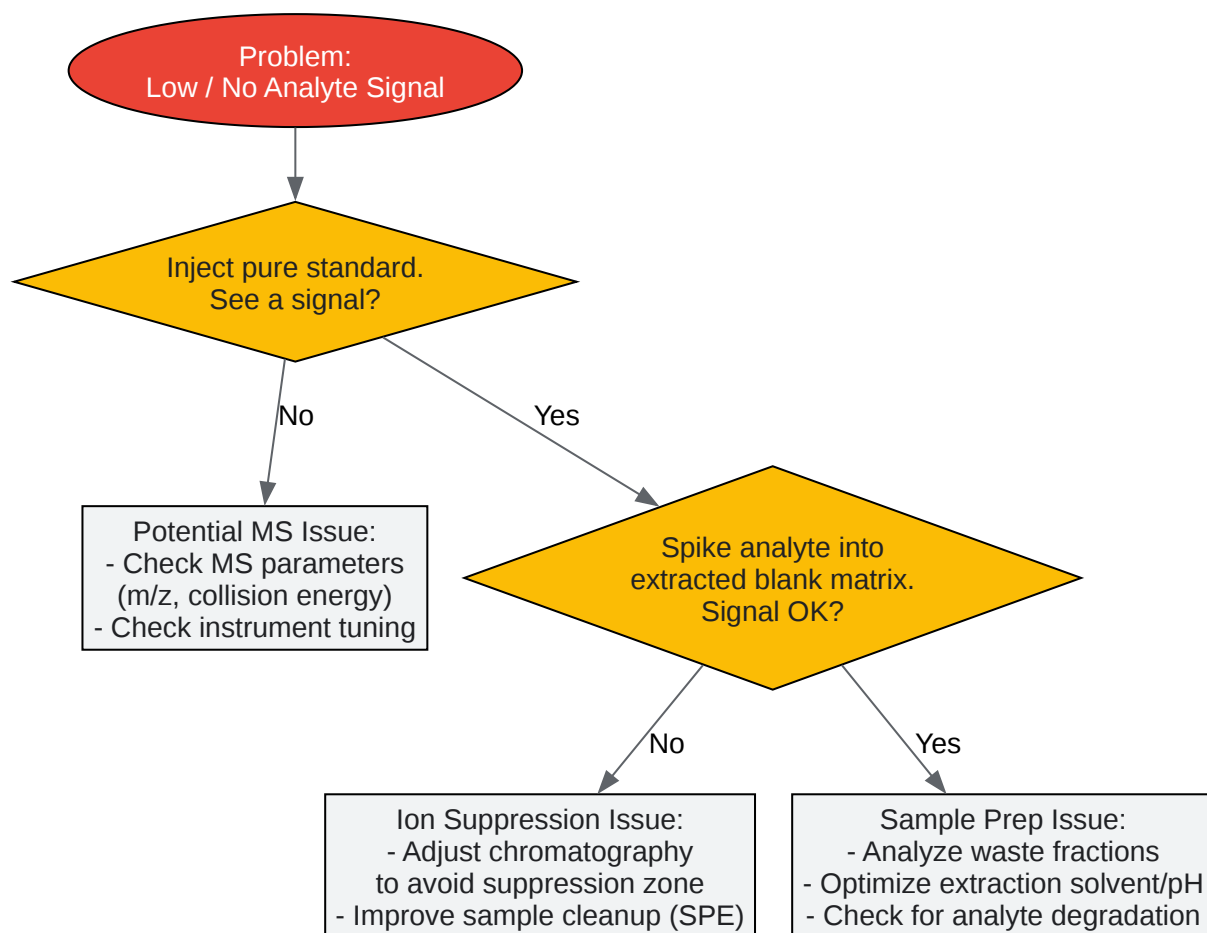 Problem:
Low / No Analyte Signal
Inject pure standard.
See a signal?
No
Yes
Potential MS Issue:
- Check MS parameters
(m/z, collision energy)
- Check instrument tuning
Spike analyte into
extracted blank matrix.
Signal OK?
No
Yes
Ion Suppression Issue:
- Adjust chromatography
to avoid suppression zone
- Improve sample cleanup (SPE)
Sample Prep Issue:
- Analyze waste fractions
- Optimize extraction solvent/pH
- Check for analyte degradation